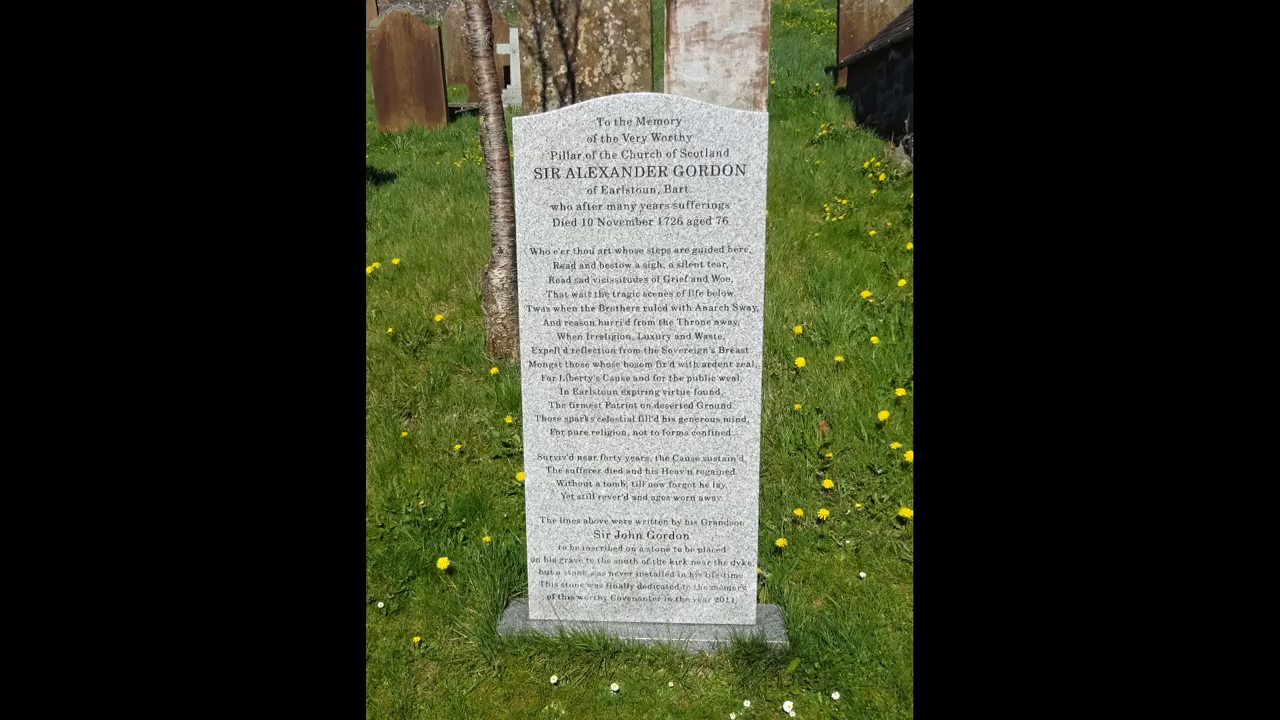 To the Memory
of the Very Worthy
Pillar of the Church of Scotland
SIR ALEXANDER GORDON
of Earlstoun, Bart.
who after many years sufferings
Died 10 November 1726 aged 76
Who e'er thou art whose steps are guided here,
Read and bestow a sigh, a silent tear,
Read sad vicissitudes of Grief and Woe,
That wait the tragic scenes of life below.
Twas when the Brothers ruled with Anarch Sway,
And reason hurri'd from the Throne away,
When Irreligion, Luxury and Waste,
Expell'd reflection from the Sovereign's Breast
'Mongst those whose bosom fir'd with ardent zeal,
For Liberty's Cause and for the public weal,
In Earlstoun expiring virtue found,
The firmest Patriot on deserted Ground.
Those sparks celestial fill'd his generous mind,
For pure religion, not to forms confined.
Surviv'd near forty years, the Cause sustain'd,
The sufferer died and his Heav'n regained.
Without a tomb, till now forgot he lay,
Yet still rever'd and ages worn away.
The lines above were written by his Grandson
Sir John Gordon
to be inscribed on a stone to be placed
on his grave to the south of the kirk near the dyke,
but a stone was never installed in his life-time.
This stone was finally dedicated to the memory
of this worthy Covenanter in the year 2011.